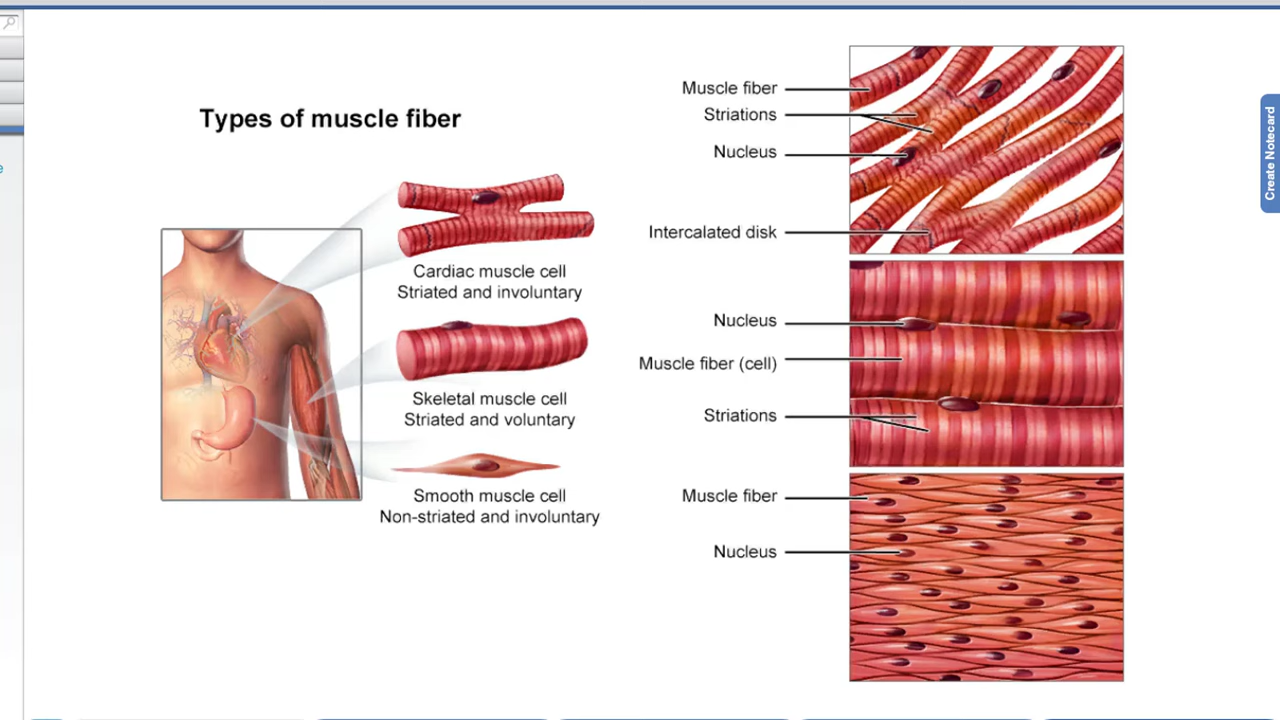 Types of muscle fiber
Cardiac muscle cell
Striated and involuntary
Skeletal muscle cell
Striated and voluntary
Smooth muscle cell
Non-striated and involuntary
Muscle fiber
Striations
Nucleus
Intercalated disk
Nucleus
Muscle fiber (cell)
Striations
Muscle fiber
Nucleus
Create Notecard